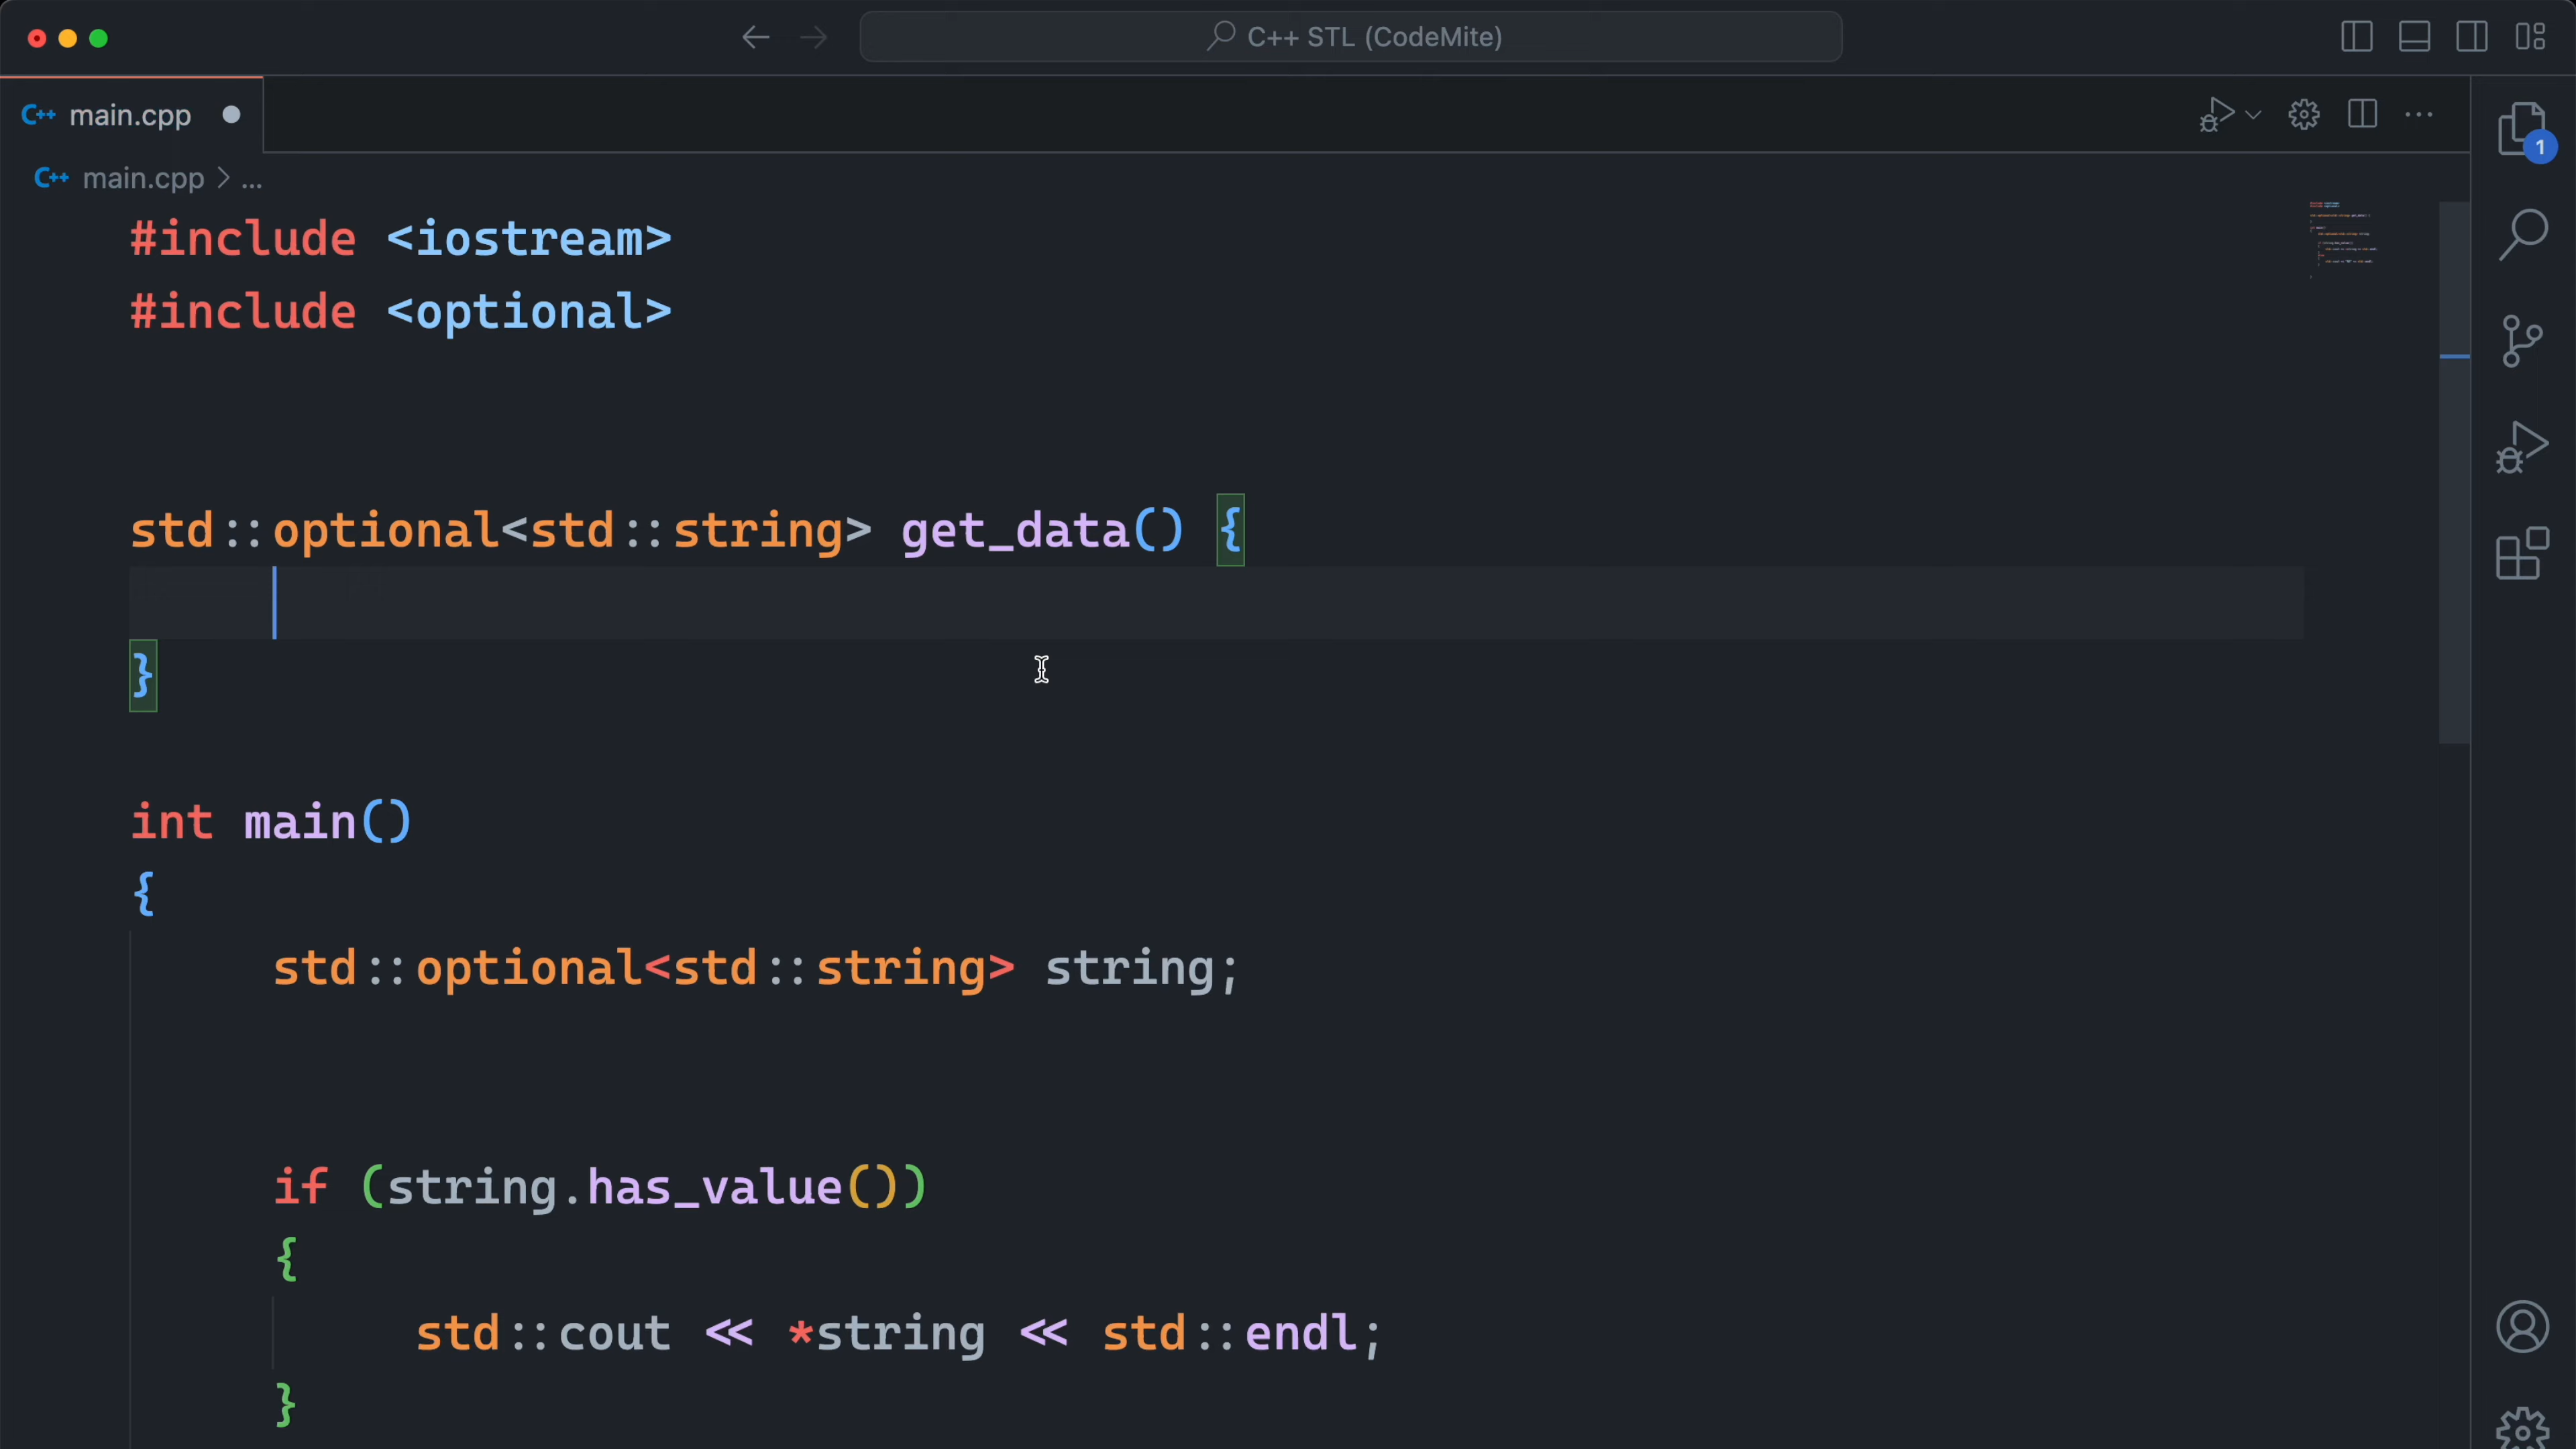 C++ STL (CodeMite)
C++ main.cpp
1
C++ main.cpp > ...
#include <iostream>
#include <optional>
std::optional<std::string> get_data() {
}
int main()
{
std::optional<std::string> string;
if (string.has_value())
{
std::cout << *string << std::endl;
}